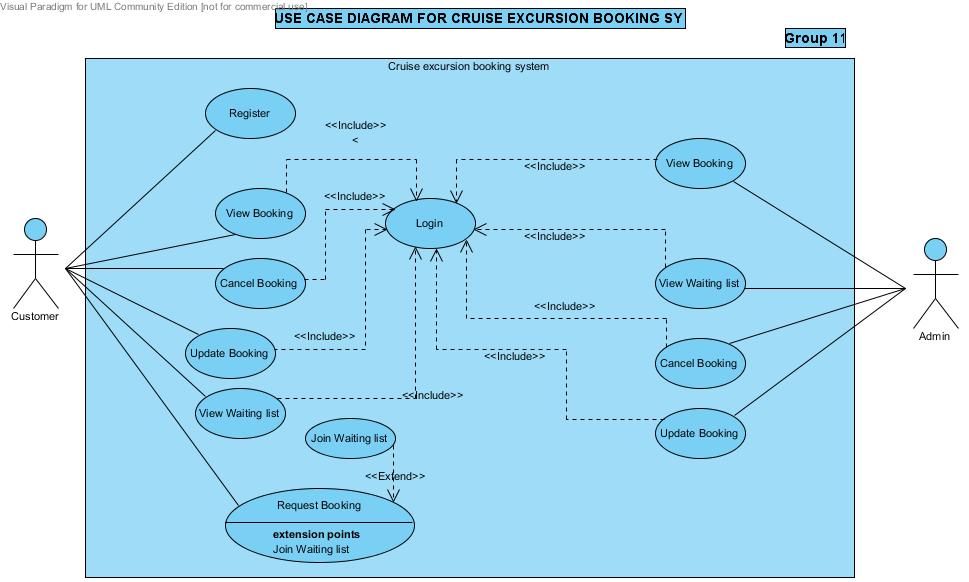 Visual Paradigm for UML Community Edition [not for commercial use]
USE CASE DIAGRAM FOR CRUISE EXCURSION BOOKING SY
Group 11
Cruise excursion booking system
Register
<<Include>>
<
View Booking
<<Include>>
View Booking
<<Include>>
Login
<<Include>>
Cancel Booking
View Waiting list
<<Include>>
Customer
<<Include>>
Admin
Update Booking
<<Include>>
Cancel Booking
<<Include>>
View Waiting list
Join Waiting list
Update Booking
<<Extend>>
Request Booking
extension points
Join Waiting list